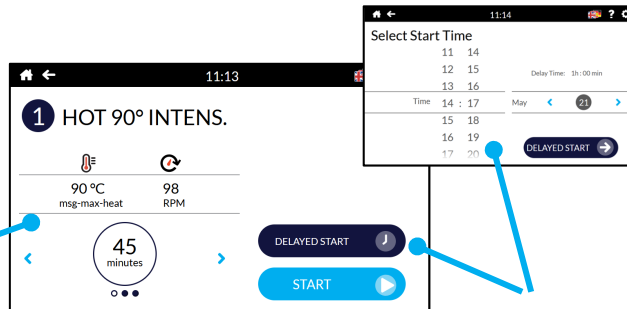 11:14
?
Select Start Time
11 14
12 15
13 16
Time 14 : 17
15 18
16 19
17 20
Delay Time: 1h : 00 min
May < 21 >
DELAYED START
11:13
1 HOT 90° INTENS.
90 °C
msg-max-heat
98
RPM
< 45 >
minutes
DELAYED START
START